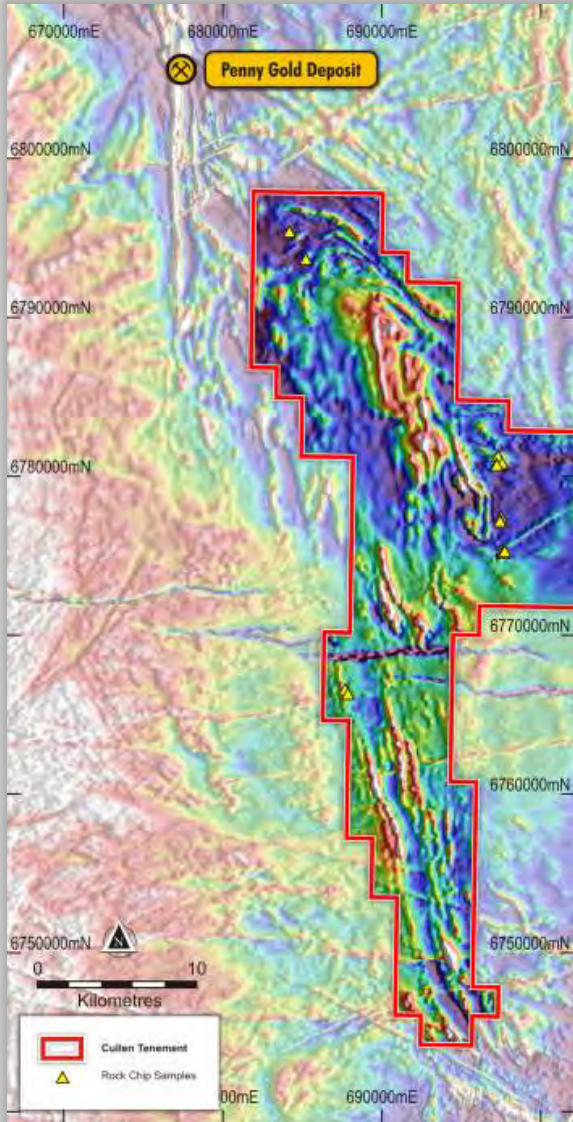 670000mE 680000mE 690000mE
Penny Gold Deposit
6800000mN 6800000mN
6790000mN 6790000mN
6780000mN
6770000mN
6760000mN
6750000mN 6750000mN
N
0 10
Kilometres
Cullen Tenement
Rock Chip Samples
690000mE